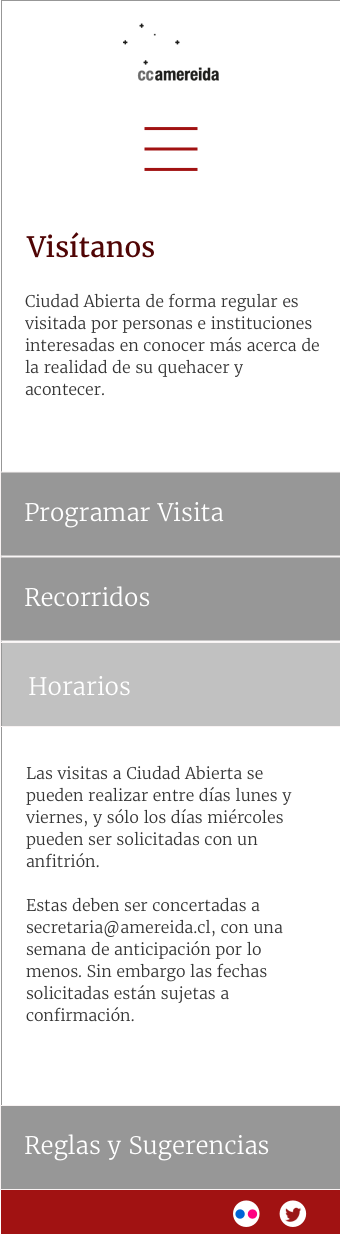 ccamereida
Visítanos
Ciudad Abierta de forma regular es
visitada por personas e instituciones
interesadas en conocer más acerca de
la realidad de su quehacer y
acontecer.
Programar Visita
Recorridos
Horarios
Las visitas a Ciudad Abierta se
pueden realizar entre días lunes y
viernes, y sólo los días miércoles
pueden ser solicitadas con un
anfitrión.
Estas deben ser concertadas a
secretaria@amereida.cl, con una
semana de anticipación por lo
menos. Sin embargo las fechas
solicitadas están sujetas a
confirmación.
Reglas y Sugerencias